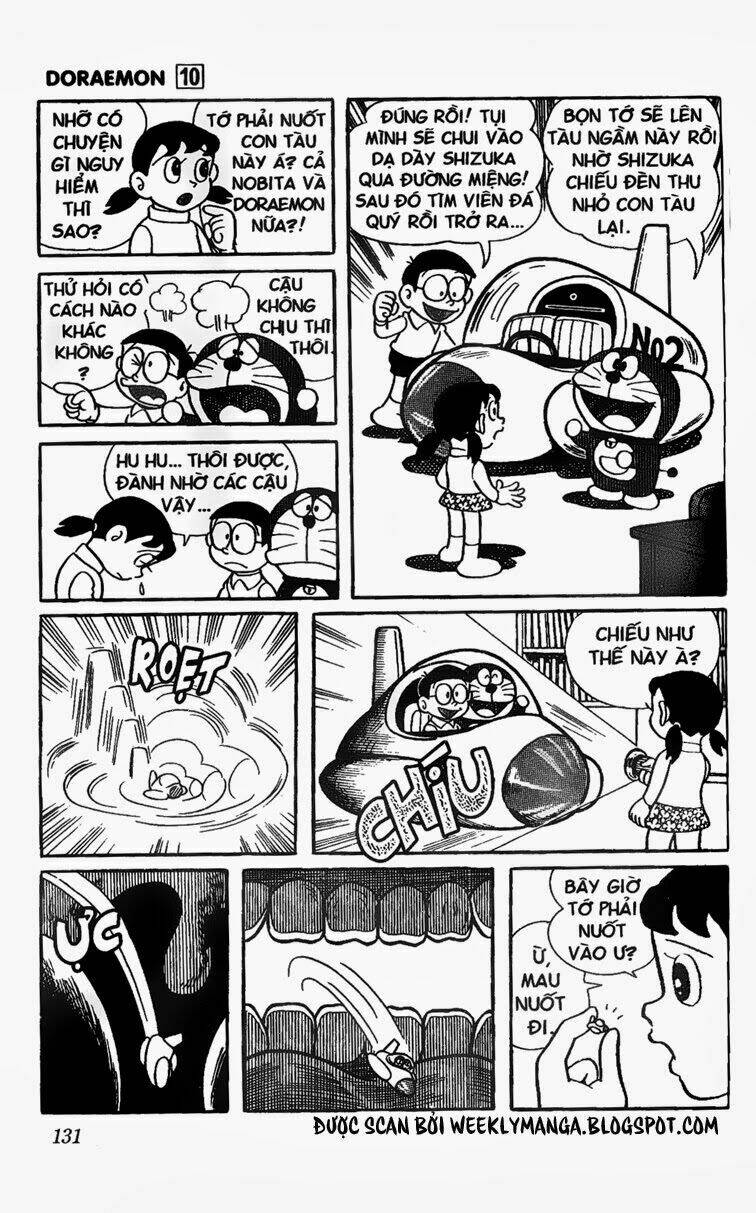 DORAEMON 10
BỌN TỚ SẼ LÊN
TÀU NGẦM NÀY RỒI
NHỜ SHIZUKA
CHIẾU ĐÈN THU
NHỎ CON TÀU
LẠI.
ĐÚNG RỒI! TỤI
MÌNH SẼ CHUI VÀO
DẠ DẦY SHIZUKA
QUA ĐƯỜNG MIỆNG!
SAU ĐÓ TÌM VIÊN ĐÁ
QUÝ RỒI TRỞ RA...
No2
TỚ PHẢI NUỐT
CON TÀU
NÀY Á? CẢ
NOBITA VÀ
DORAEMON
NỮA?!
NHỠ CÓ
CHUYỆN
GÌ NGUY
HIỂM
THÌ
SAO?
CẬU
KHÔNG
CHỊU THÌ
THÔI.
THỬ HỎI CÓ
CÁCH NÀO
KHÁC
KHÔNG
?
HU HU... THÔI ĐƯỢC,
ĐÀNH NHỜ CÁC CẬU
VẬY...
CHIẾU NHƯ
THẾ NÀY À?
CHÍU
ROẸT
BÂY GIỜ
TỚ PHẢI
NUỐT
VÀO Ư?
Ừ,
MAU
NUỐT
ĐI.
ỰC
131
ĐƯỢC SCAN BỞI WEEKLYMANGA.BLOGSPOT.COM